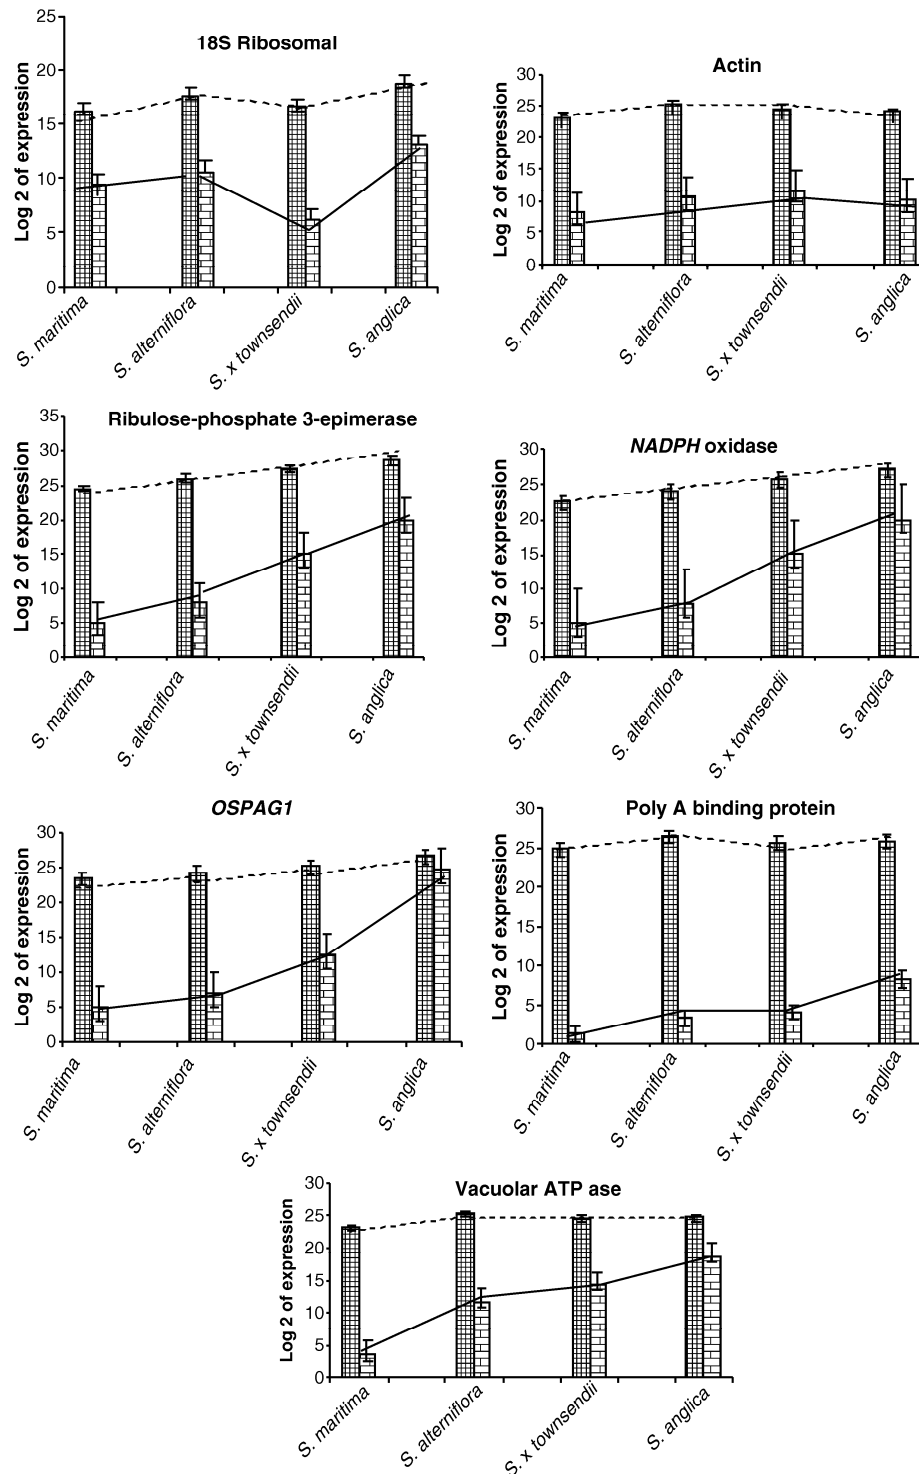 18S Ribosomal
Log 2 of expression
25
20
15
10
5
0
S. maritima
S. alterniflora
S. x townsendii
S. anglica
Actin
Log 2 of expression
30
25
20
15
10
5
0
S. maritima
S. alterniflora
S. x townsendii
S. anglica
Ribulose-phosphate 3-epimerase
Log 2 of expression
35
30
25
20
15
10
5
0
S. maritima
S. alterniflora
S. x townsendii
S. anglica
NADPH oxidase
Log 2 of expression
30
25
20
15
10
5
0
S. maritima
S. alterniflora
S. x townsendii
S. anglica
OSPAG1
Log 2 of expression
30
25
20
15
10
5
0
S. maritima
S. alterniflora
S. x townsendii
S. anglica
Poly A binding protein
Log 2 of expression
30
25
20
15
10
5
0
S. maritima
S. alterniflora
S. x townsendii
S. anglica
Vacuolar ATP ase
Log 2 of expression
30
25
20
15
10
5
0
S. maritima
S. alterniflora
S. x townsendii
S. anglica